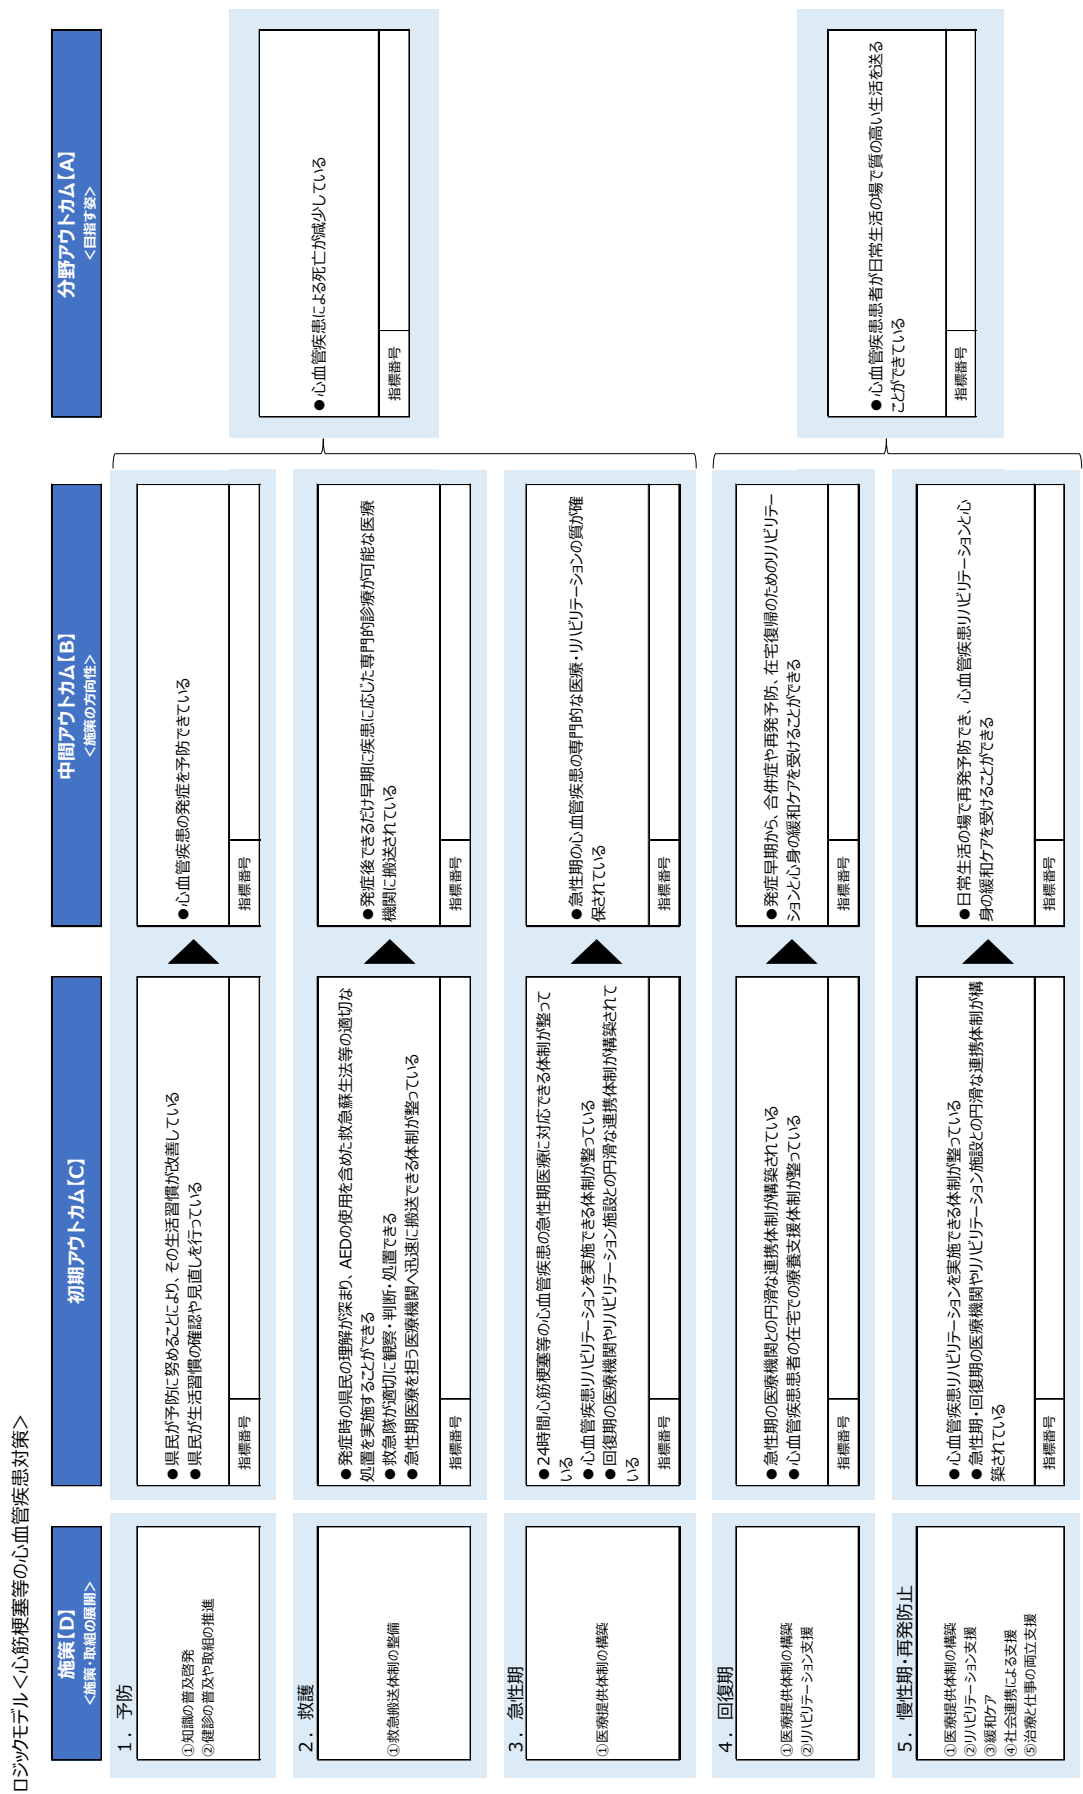 ロジックモデル＜心筋梗塞等の心血管疾患対策＞
施策【D】
＜施策・取組の展開＞
初期アウトカム【C】
中間アウトカム【B】
＜施策の方向性＞
分野アウトカム【A】
＜目指す姿＞
１．予防
①知識の普及啓発
②健診の普及や取組の推進
●県民が予防に努めることにより、その生活習慣が改善している
●県民が生活習慣の確認や見直しを行っている
指標番号
●心血管疾患の発症を予防できている
指標番号
２．救護
①救急搬送体制の整備
●発症時の県民の理解が深まり、AEDの使用を含めた救急蘇生法等の適切な
処置を実施することができる
●救急隊が適切に観察・判断・処置できる
●急性期医療を担う医療機関へ迅速に搬送できる体制が整っている
指標番号
●発症後できるだけ早期に疾患に応じた専門的診療が可能な医療
機関に搬送されている
指標番号
３．急性期
①医療提供体制の構築
●24時間心筋梗塞等の心血管疾患の急性期医療に対応できる体制が整って
いる
●心血管疾患リハビリテーションを実施できる体制が整っている
●回復期の医療機関やリハビリテーション施設との円滑な連携体制が構築されて
いる
指標番号
●急性期の心血管疾患の専門的な医療・リハビリテーションの質が確
保されている
指標番号
●心血管疾患による死亡が減少している
指標番号
４．回復期
①医療提供体制の構築
②リハビリテーション支援
●急性期の医療機関との円滑な連携体制が構築されている
●心血管疾患患者の在宅での療養支援体制が整っている
指標番号
●発症早期から、合併症や再発予防、在宅復帰のためのリハビリテー
ションと心身の緩和ケアを受けることができる
指標番号
５．慢性期・再発防止
①医療提供体制の構築
②リハビリテーション支援
③緩和ケア
④社会連携による支援
⑤治療と仕事の両立支援
●心血管疾患リハビリテーションを実施できる体制が整っている
●急性期・回復期の医療機関やリハビリテーション施設との円滑な連携体制が構
築されている
指標番号
●日常生活の場で再発予防でき、心血管疾患リハビリテーションと心
身の緩和ケアを受けることができる
指標番号
●心血管疾患患者が日常生活の場で質の高い生活を送る
ことができている
指標番号